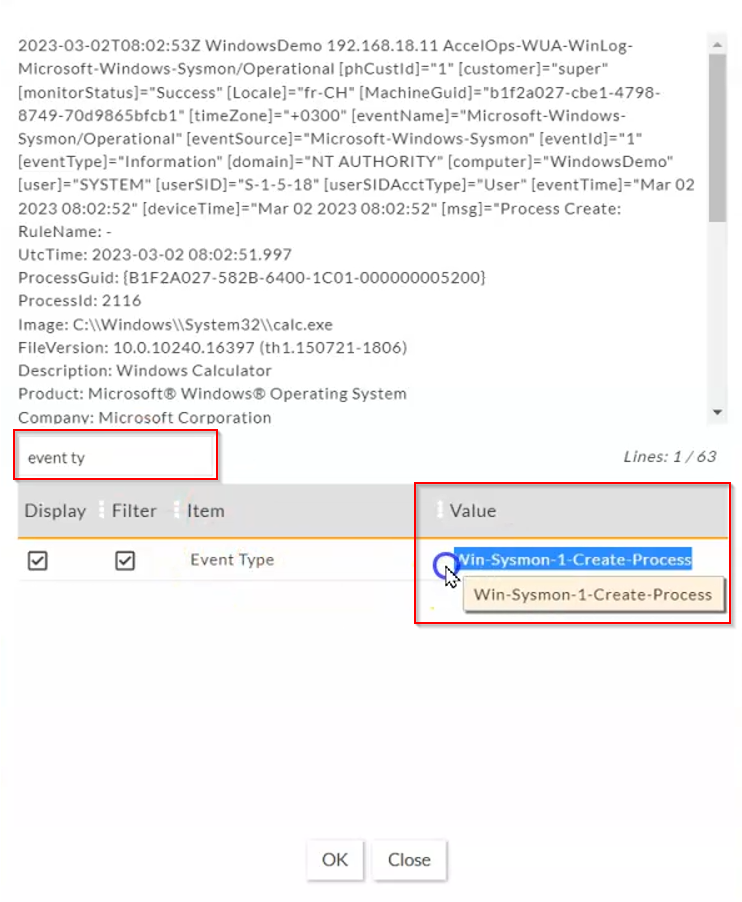 2023-03-02T08:02:53Z WindowsDemo 192.168.18.11 AccelOps-WUA-WinLog-
Microsoft-Windows-Sysmon/Operational [phCustId]="1" [customer]="super"
[monitorStatus]="Success" [Locale]="fr-CH" [MachineGuid]="b1f2a027-cbe1-4798-
8749-70d9865bfcb1" [timeZone]="+0300" [eventName]="Microsoft-Windows-
Sysmon/Operational" [eventSource]="Microsoft-Windows-Sysmon" [eventId]="1"
[eventType]="Information" [domain]="NT AUTHORITY" [computer]="WindowsDemo"
[user]="SYSTEM" [userSID]="S-1-5-18" [userSIDAcctType]="User" [eventTime]="Mar 02
2023 08:02:52" [deviceTime]="Mar 02 2023 08:02:52" [msg]="Process Create:
RuleName: -
UtcTime: 2023-03-02 08:02:51.997
ProcessGuid: {B1F2A027-582B-6400-1C01-000000005200}
ProcessId: 2116
Image: C:\\Windows\\System32\\calc.exe
FileVersion: 10.0.10240.16397 (th1.150721-1806)
Description: Windows Calculator
Product: Microsoft® Windows® Operating System
Company: Microsoft Corporation
event ty
Lines: 1 / 63
Display Filter Item Value
Event Type Win-Sysmon-1-Create-Process
Win-Sysmon-1-Create-Process
OK Close